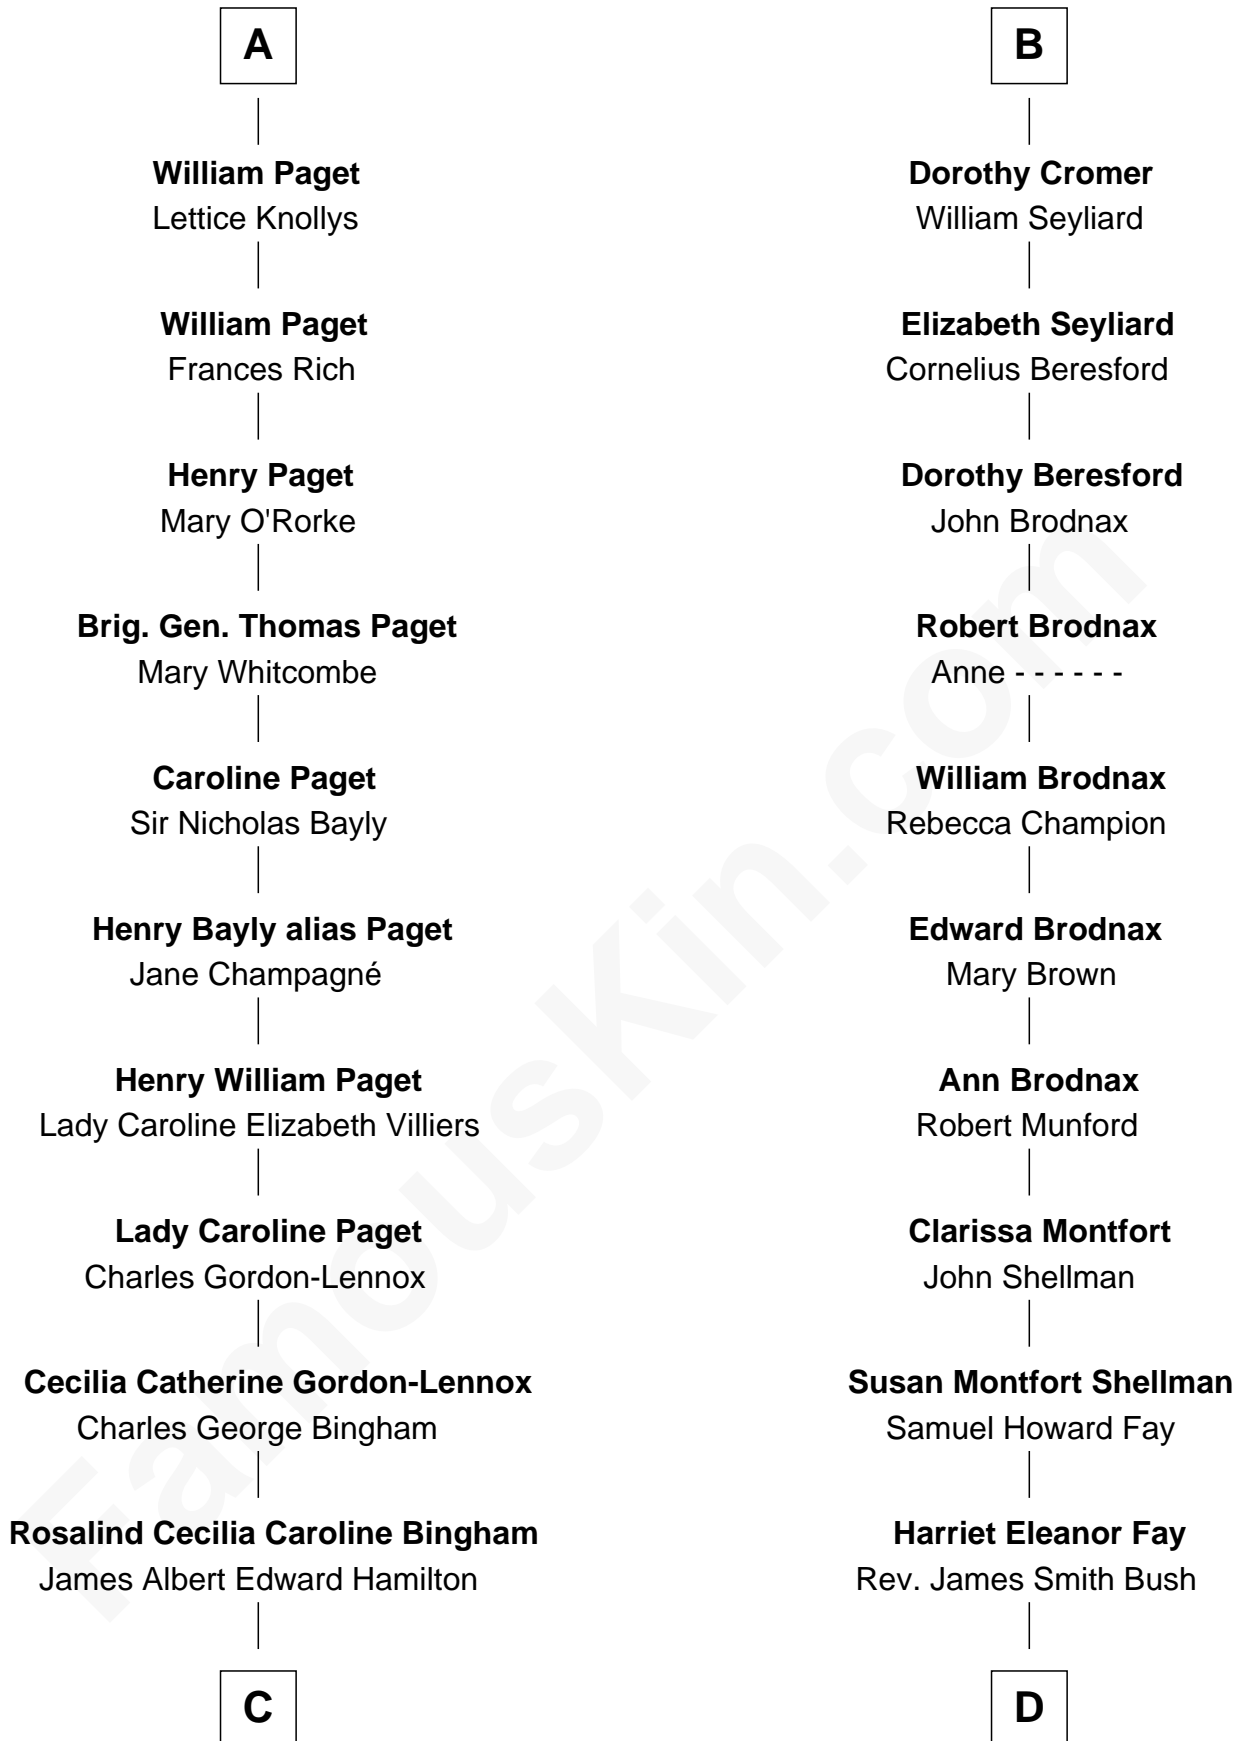 A
William Paget
Lettice Knollys
William Paget
Frances Rich
Henry Paget
Mary O'Rorke
Brig. Gen. Thomas Paget
Mary Whitcombe
Caroline Paget
Sir Nicholas Bayly
Henry Bayly alias Paget
Jane Champagné
Henry William Paget
Lady Caroline Elizabeth Villiers
Lady Caroline Paget
Charles Gordon-Lennox
Cecilia Catherine Gordon-Lennox
Charles George Bingham
Rosalind Cecilia Caroline Bingham
James Albert Edward Hamilton
C
B
Dorothy Cromer
William Seyliard
Elizabeth Seyliard
Cornelius Beresford
Dorothy Beresford
John Brodnax
Robert Brodnax
Anne - - - - - -
William Brodnax
Rebecca Champion
Edward Brodnax
Mary Brown
Ann Brodnax
Robert Munford
Clarissa Montfort
John Shellman
Susan Montfort Shellman
Samuel Howard Fay
Harriet Eleanor Fay
Rev. James Smith Bush
D
FamousKin.com